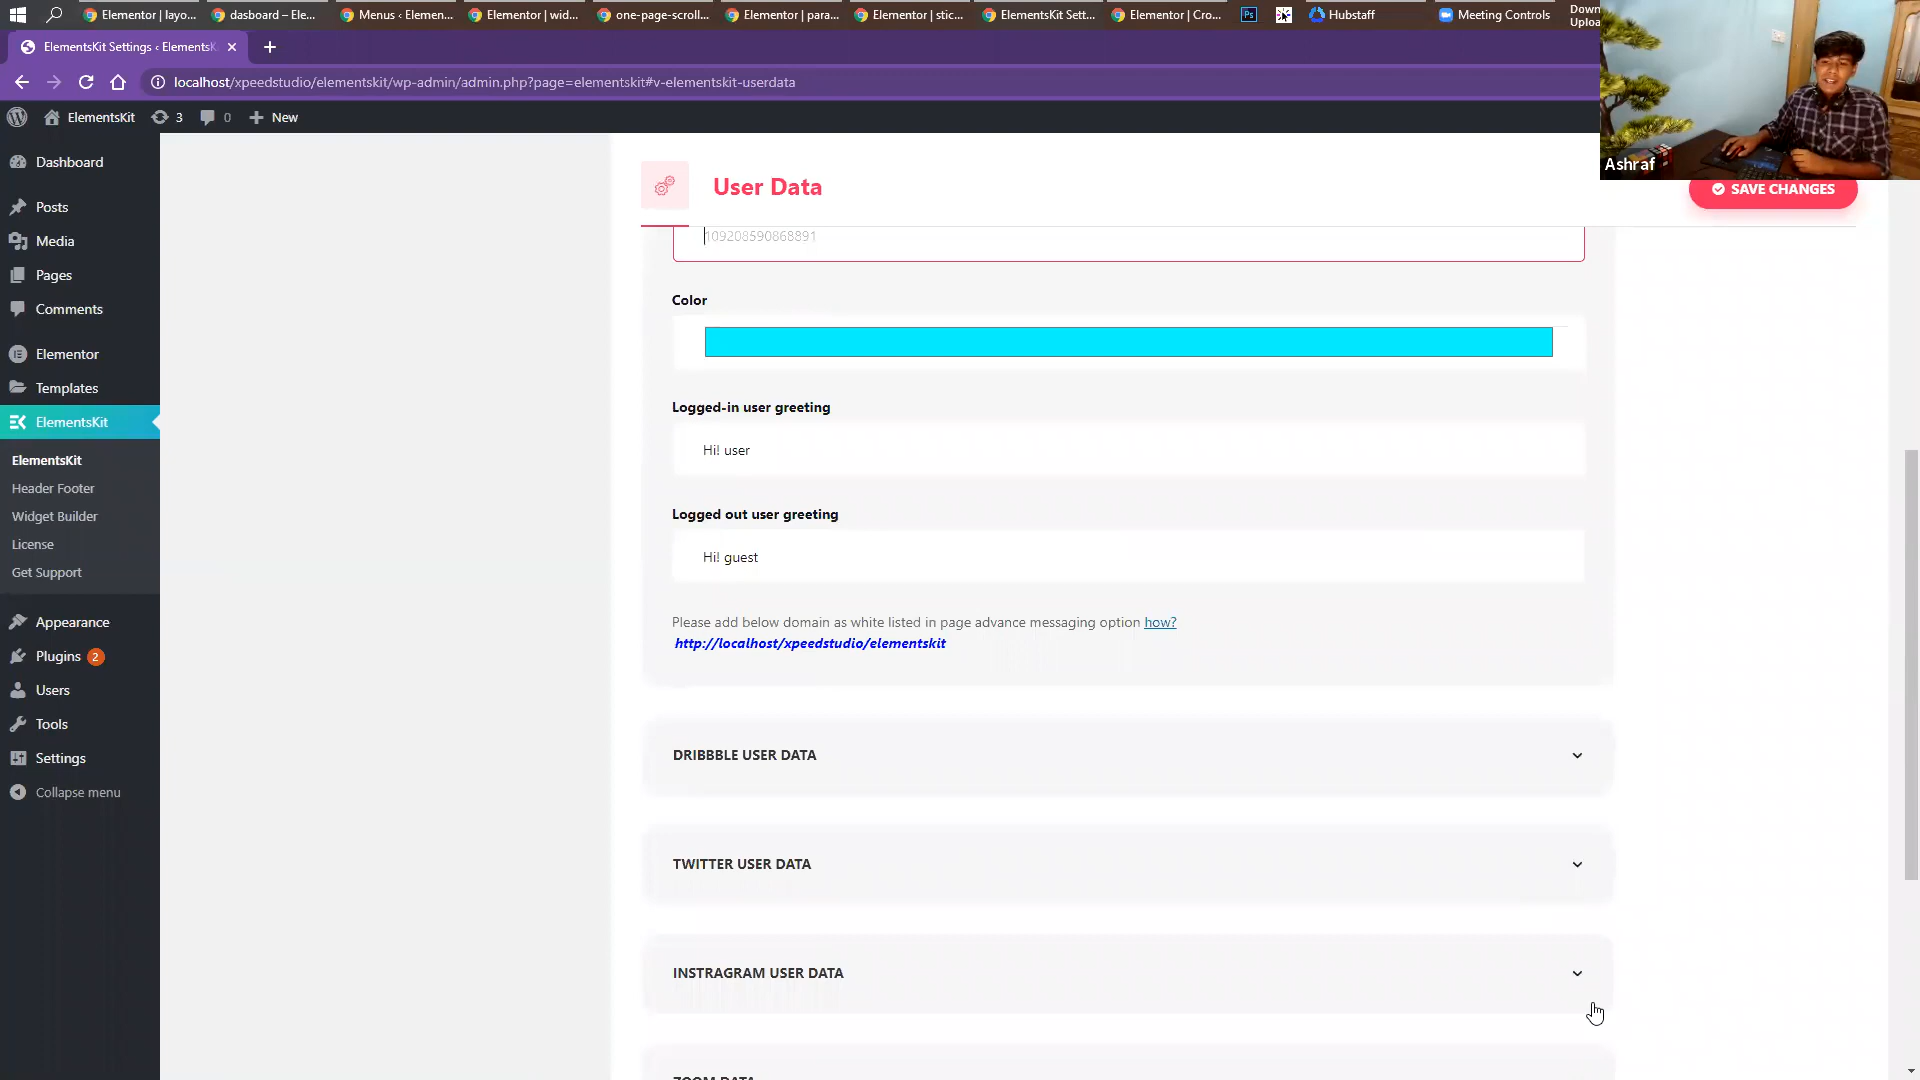 Elementor | layo...
dasboard – Ele...
Menus ‹ Elemen...
Elementor | wid...
one-page-scroll...
Elementor | para...
Elementor | stic...
ElementsKit Sett...
Elementor | Cro...
Ps
Hubstaff
Meeting Controls
Down
Uploa
ElementsKit Settings ‹ ElementsK
localhost/xpeedstudio/elementskit/wp-admin/admin.php?page=elementskit#v-elementskit-userdata
ElementsKit
3
0
New
Ashraf
Dashboard
Posts
Media
Pages
Comments
Elementor
Templates
ElementsKit
ElementsKit
Header Footer
Widget Builder
License
Get Support
Appearance
Plugins 2
Users
Tools
Settings
Collapse menu
User Data
SAVE CHANGES
109208590868891
Color
Logged-in user greeting
Hi! user
Logged out user greeting
Hi! guest
Please add below domain as white listed in page advance messaging option how?
http://localhost/xpeedstudio/elementskit
DRIBBBLE USER DATA
TWITTER USER DATA
INSTRAGRAM USER DATA
ZOOM DATA